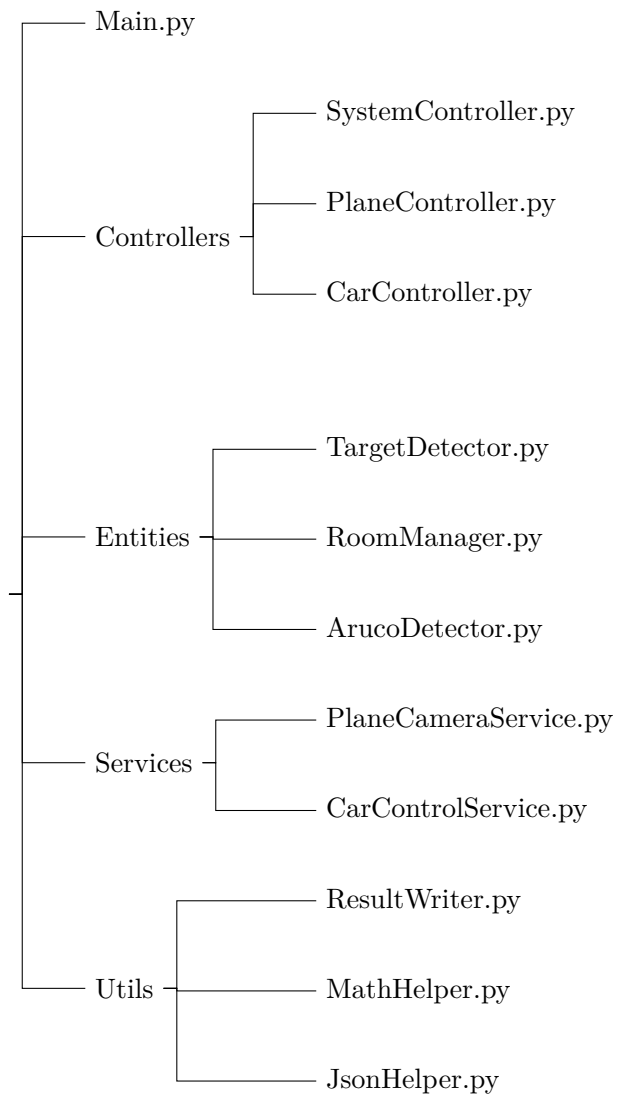 Main.py
SystemController.py
PlaneController.py
Controllers
CarController.py
TargetDetector.py
Entities
RoomManager.py
ArucoDetector.py
PlaneCameraService.py
Services
CarControlService.py
ResultWriter.py
Utils
MathHelper.py
JsonHelper.py